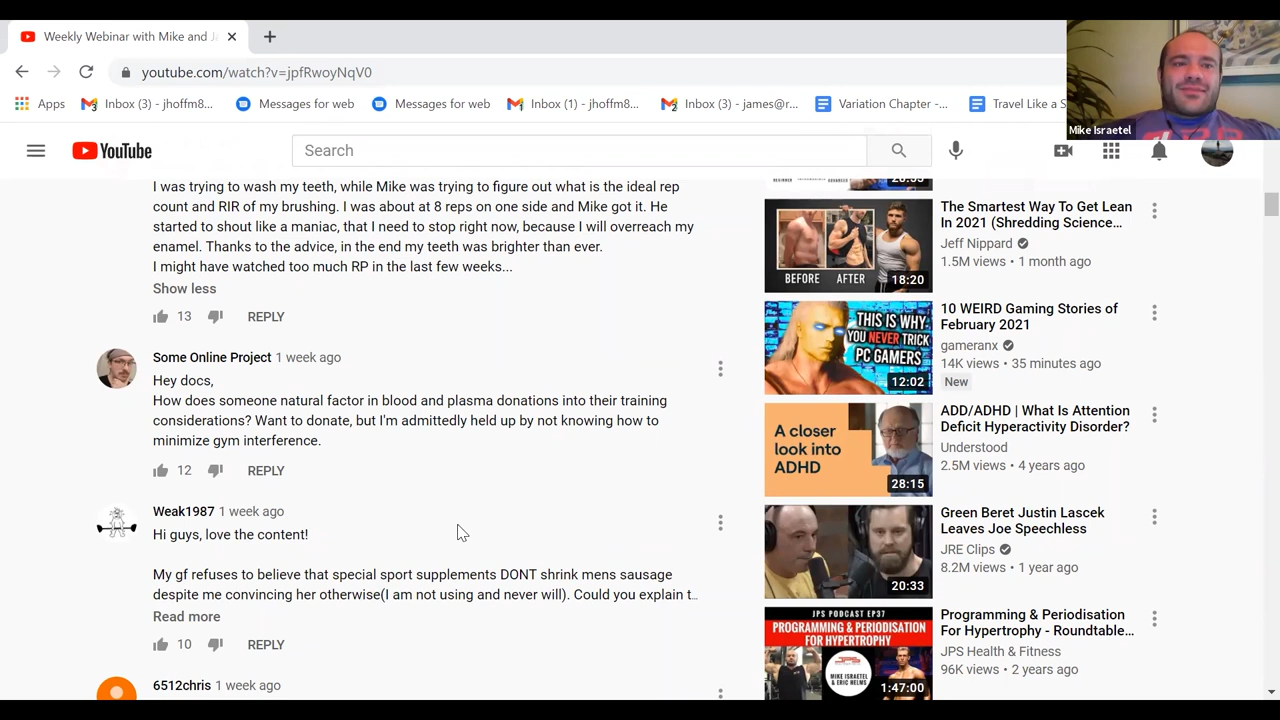 Weekly Webinar with Mike and J
youtube.com/watch?v=jpfRwoyNqV0
Apps
Inbox (3) - jhoffm8...
Messages for web
Messages for web
Inbox (1) - jhoffm8...
Inbox (3) - james@r...
Variation Chapter -...
Travel Like a S
Mike Israetel
YouTube
Search
I was trying to wash my teeth, while Mike was trying to figure out what is the ideal rep
count and RIR of my brushing. I was about at 8 reps on one side and Mike got it. He
started to shout like a maniac, that I need to stop right now, because I will overreach my
enamel. Thanks to the advice, in the end my teeth was brighter than ever.
I might have watched too much RP in the last few weeks...
Show less
13
REPLY
Some Online Project 1 week ago
Hey docs,
How does someone natural factor in blood and plasma donations into their training
considerations? Want to donate, but I'm admittedly held up by not knowing how to
minimize gym interference.
12
REPLY
Weak1987 1 week ago
Hi guys, love the content!
My gf refuses to believe that special sport supplements DONT shrink mens sausage
despite me convincing her otherwise(I am not using and never will). Could you explain t...
Read more
10
REPLY
6512chris 1 week ago
BEFORE
AFTER
18:20
The Smartest Way To Get Lean
In 2021 (Shredding Science...
Jeff Nippard
1.5M views • 1 month ago
THIS IS WHY
YOU NEVER TRICK
PC GAMERS
12:02
10 WEIRD Gaming Stories of
February 2021
gameranx
14K views • 35 minutes ago
New
A closer
look into
ADHD
28:15
ADD/ADHD | What Is Attention
Deficit Hyperactivity Disorder?
Understood
2.5M views • 4 years ago
20:33
Green Beret Justin Lascek
Leaves Joe Speechless
JRE Clips
8.2M views • 1 year ago
JPS PODCAST EP37
PROGRAMMING & PERIODISATION
FOR HYPERTROPHY
MIKE ISRAETEL
& ERIC HELMS
1:47:00
Programming & Periodisation
For Hypertrophy - Roundtable...
JPS Health & Fitness
96K views • 2 years ago